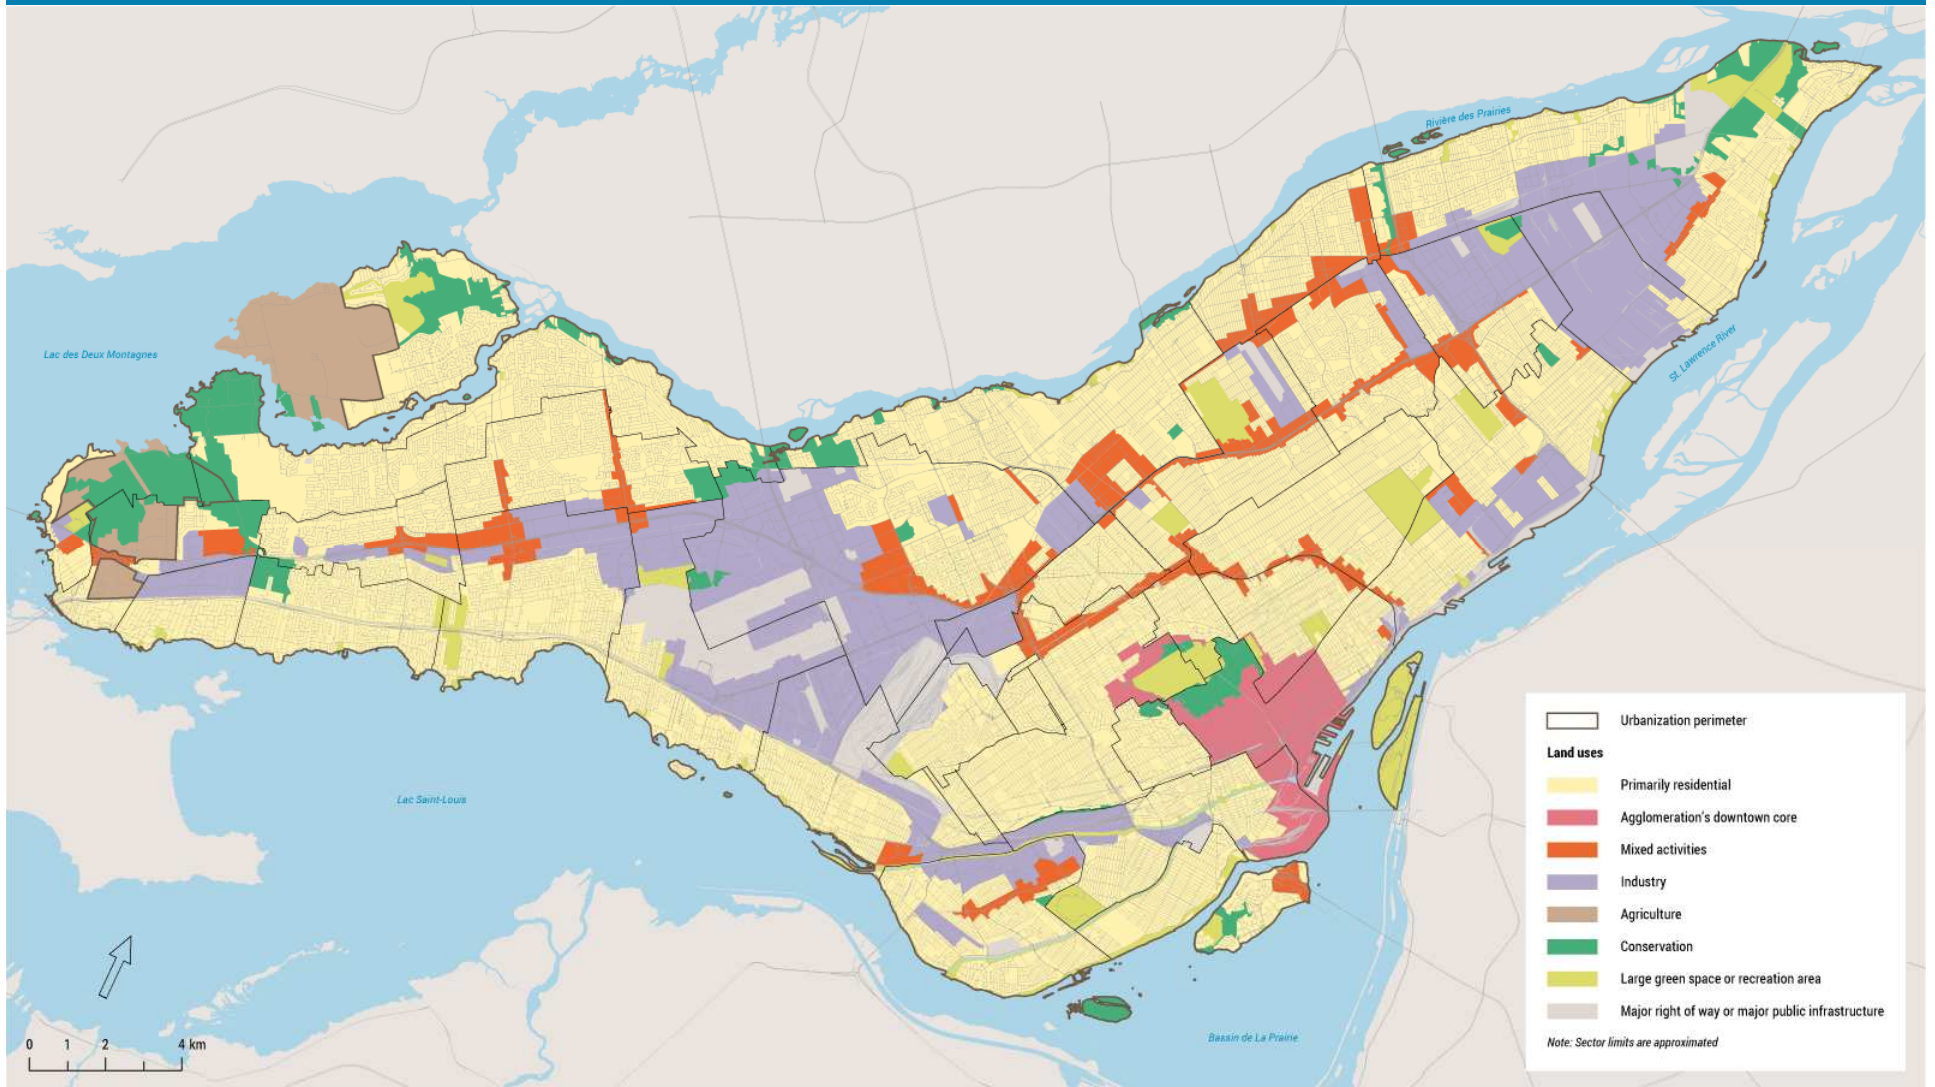 Rivière des Prairies
Lac des Deux Montagnes
St. Lawrence River
Lac Saint-Louis
Bassin de La Prairie
0 1 2 4 km
Urbanization perimeter
Land uses
Primarily residential
Agglomeration's downtown core
Mixed activities
Industry
Agriculture
Conservation
Large green space or recreation area
Major right of way or major public infrastructure
Note: Sector limits are approximated